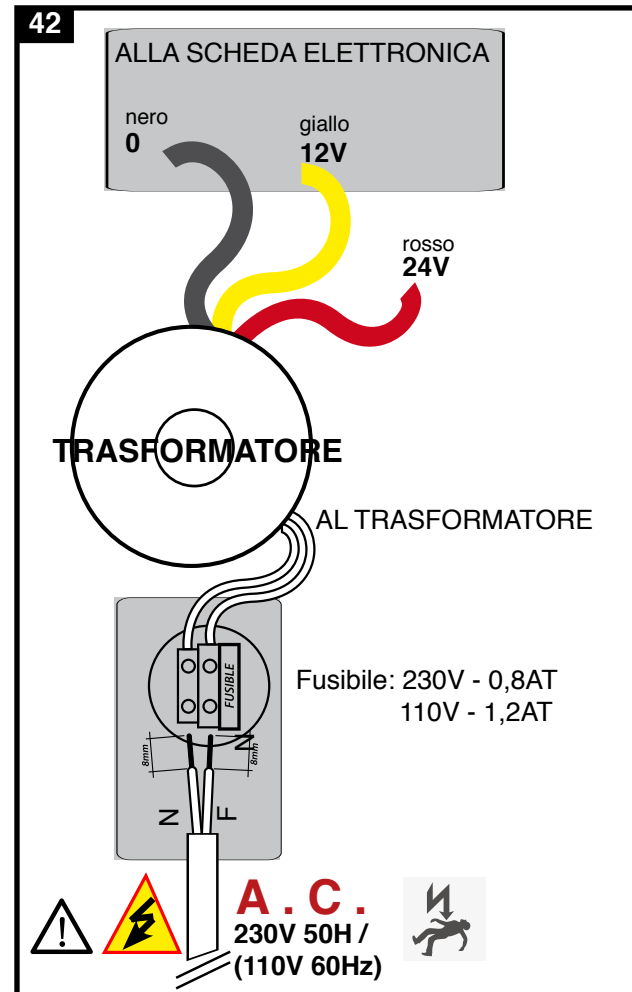 42
ALLA SCHEDA ELETTRONICA
nero
0
giallo
12V
rosso
24V
TRASFORMATORE
AL TRASFORMATORE
FUSIBLE
Fusibile: 230V - 0,8AT
110V - 1,2AT
N
8mm
8mm
N
F
A . C .
230V 50H /
(110V 60Hz)